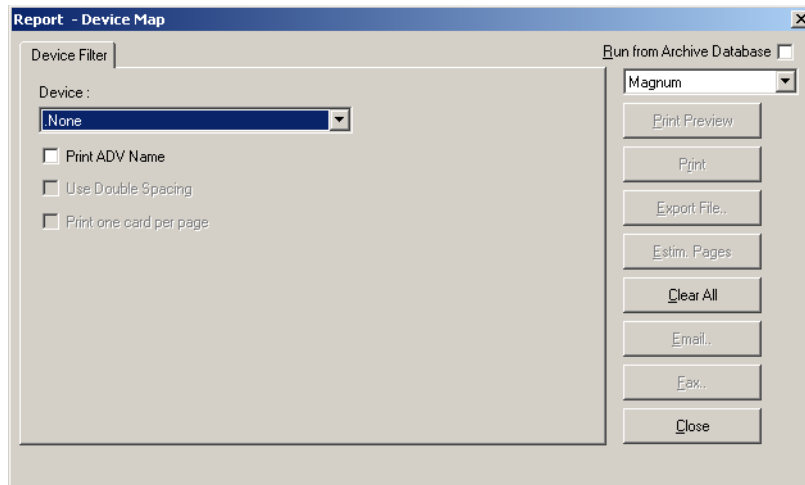 Report  - Device Map
Device Filter
Run from Archive Database
Device :
Magnum
.None
Print Preview
Print ADV Name
Print
Use Double Spacing
Print one card per page
Export File..
Estim. Pages
Clear All
Email..
Fax..
Close